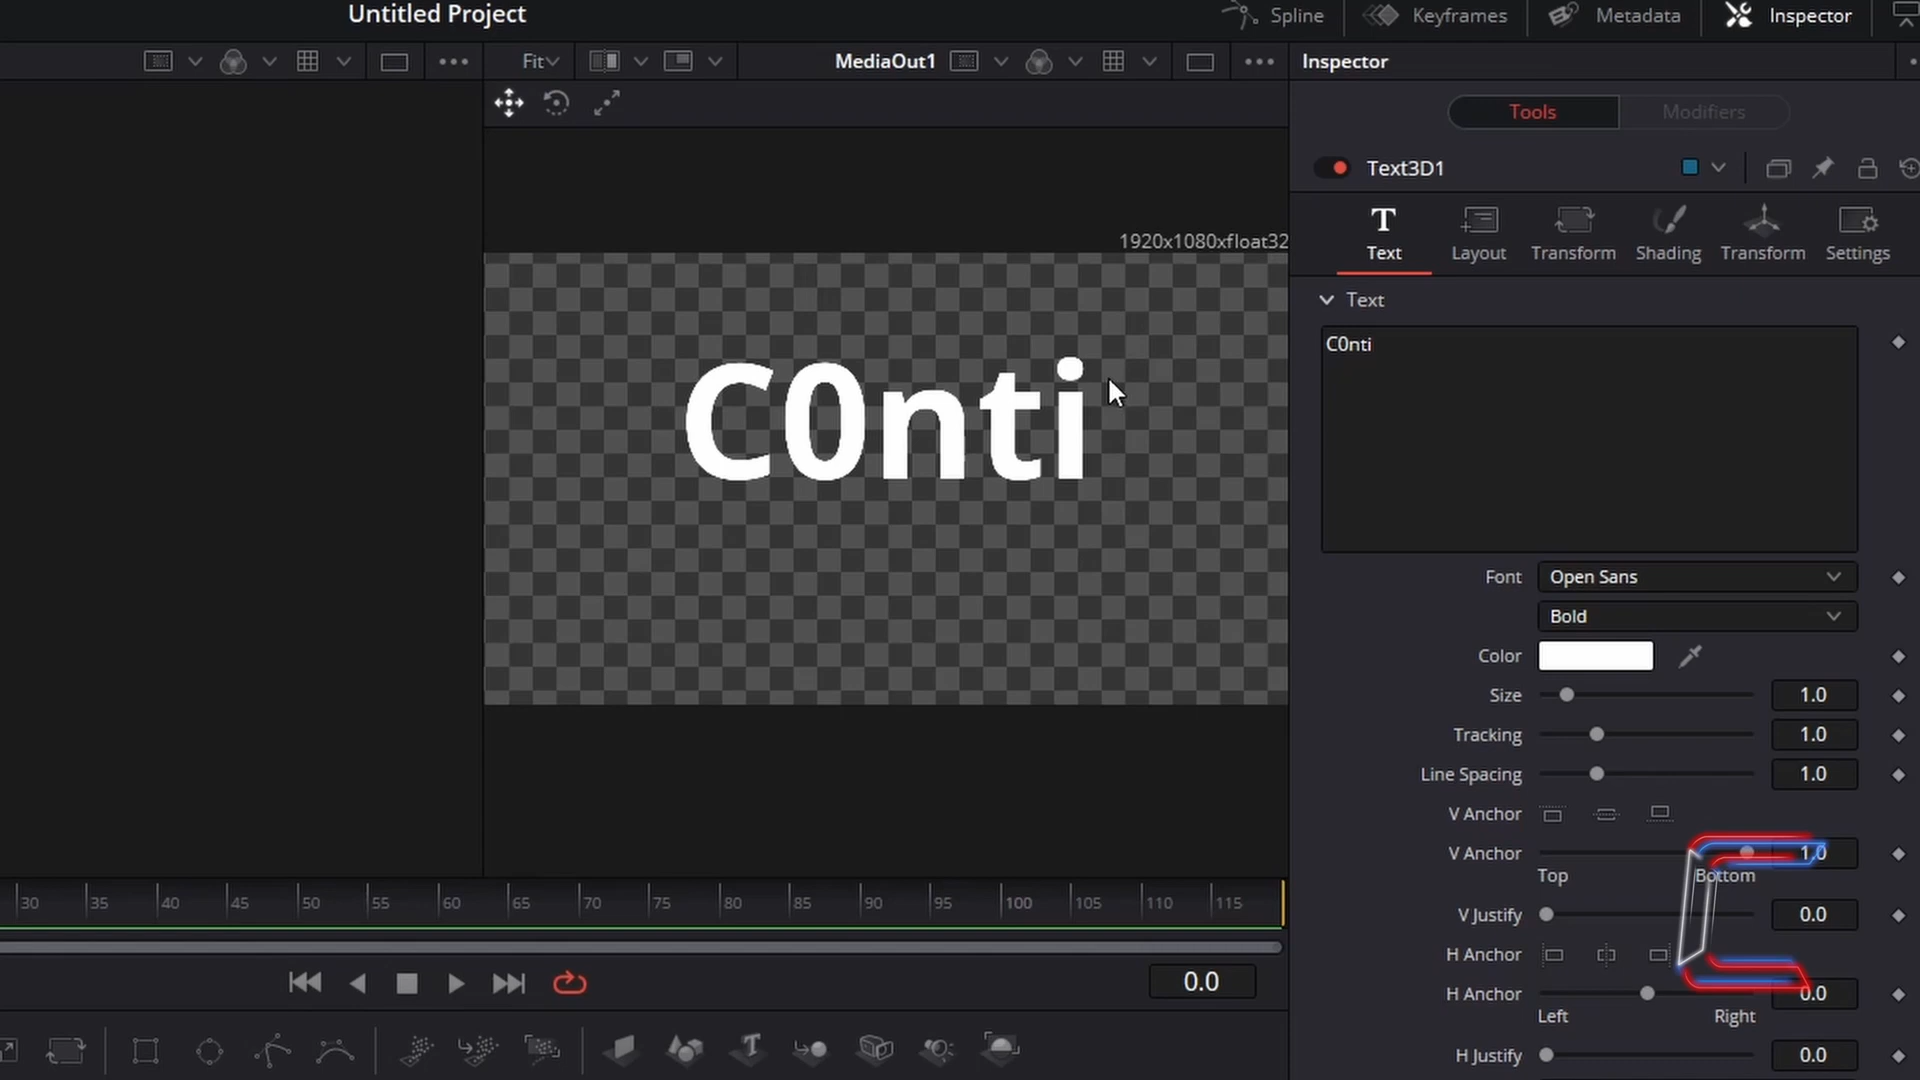 Untitled Project
Spline
Keyframes
Metadata
Inspector
Fit
MediaOut1
Inspector
Tools
Modifiers
Text3D1
1920x1080xfloat32
T
Text
Layout
Transform
Shading
Transform
Settings
Text
C0nti
C0nti
Font
Open Sans
Bold
Color
Size
1.0
Tracking
1.0
Line Spacing
1.0
V Anchor
V Anchor
1.0
Top
Bottom
V Justify
0.0
H Anchor
H Anchor
0.0
Left
Right
H Justify
0.0
30 35 40 45 50 55 60 65 70 75 80 85 90 95 100 105 110 115
0.0